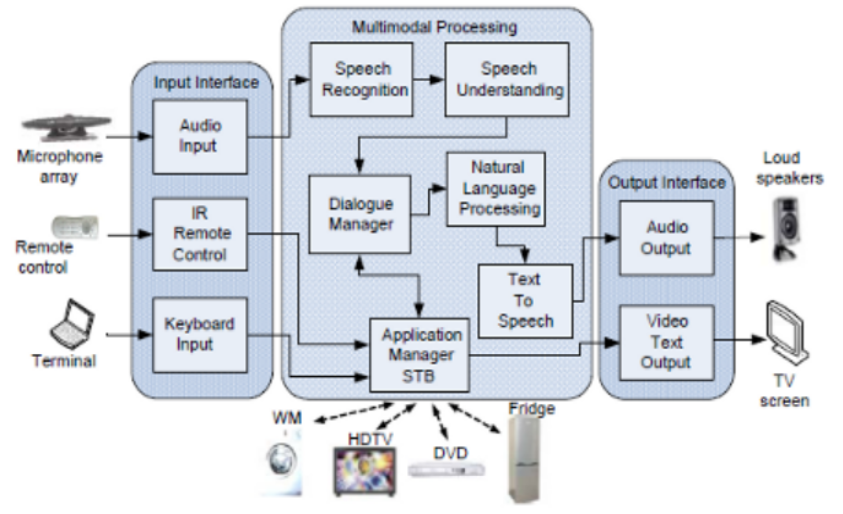 Multimodal Processing
Input Interface
Speech
Recognition
Speech
Understanding
Microphone
array
Audio
Input
Natural
Language
Processing
Dialogue
Manager
Output Interface
Loud
speakers
Remote
control
IR
Remote
Control
Audio
Output
Text
To
Speech
Terminal
Keyboard
Input
Application
Manager
STB
Video
Text
Output
TV
screen
WM
HDTV
DVD
Fridge